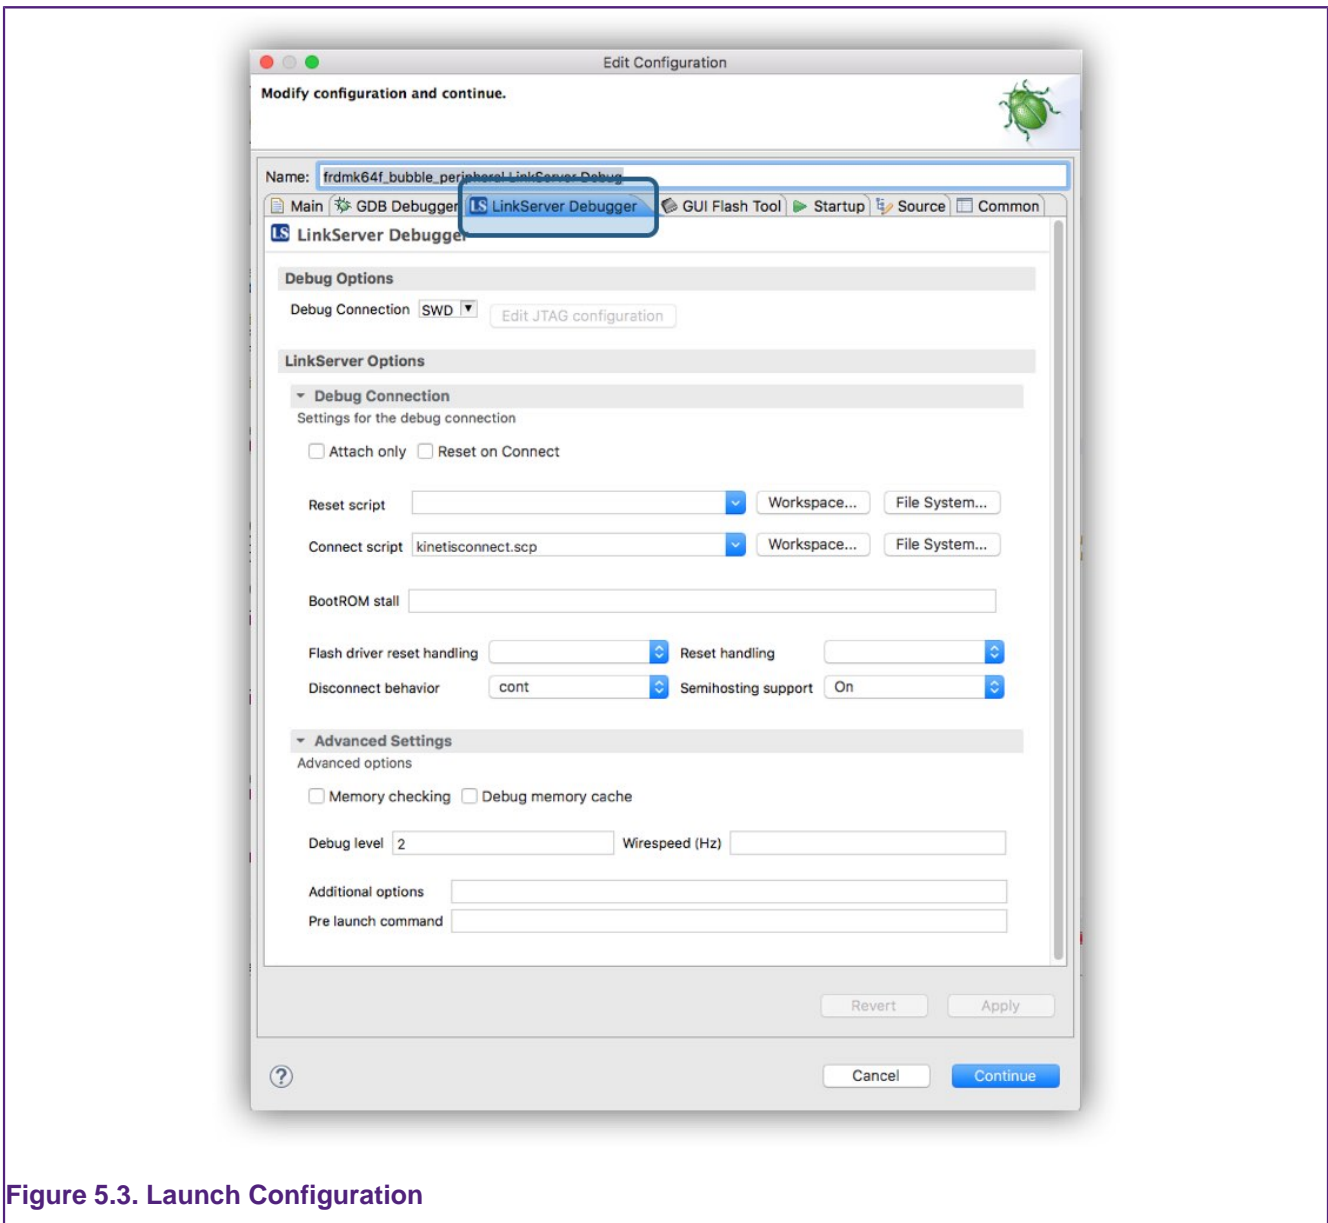 Edit Configuration
Modify configuration and continue.
Name: frdmk64f_bubble_peripheral LinkServer Debug
Main GDB Debugger LS LinkServer Debugger GUI Flash Tool Startup Source Common
LS LinkServer Debugger
Debug Options
Debug Connection SWD Edit JTAG configuration
LinkServer Options
Debug Connection
Settings for the debug connection
Attach only Reset on Connect
Reset script Workspace... File System...
Connect script kinetisconnect.scp Workspace... File System...
BootROM stall
Flash driver reset handling Reset handling
Disconnect behavior cont Semihosting support On
Advanced Settings
Advanced options
Memory checking Debug memory cache
Debug level 2 Wirespeed (Hz)
Additional options
Pre launch command
Revert Apply
? Cancel Continue
Figure 5.3. Launch Configuration